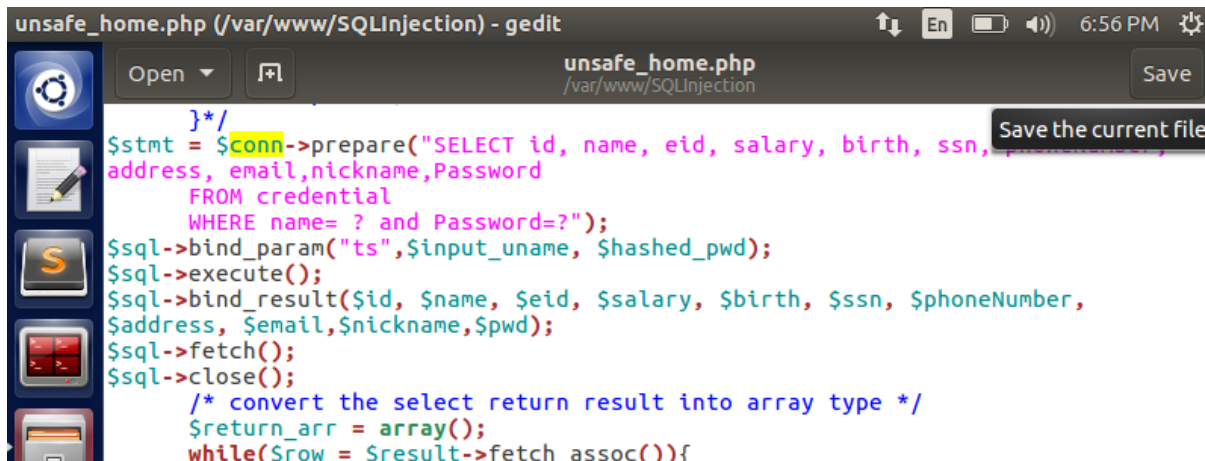 unsafe_home.php (/var/www/SQLInjection) - gedit En 6:56 PM
Open unsafe_home.php Save
/var/www/SQLInjection
Save the current file
}*/
$stmt = $conn->prepare("SELECT id, name, eid, salary, birth, ssn,
address, email,nickname,Password
FROM credential
WHERE name= ? and Password=?");
$sql->bind_param("ts",$input_uname, $hashed_pwd);
$sql->execute();
$sql->bind_result($id, $name, $eid, $salary, $birth, $ssn, $phoneNumber,
$address, $email,$nickname,$pwd);
$sql->fetch();
$sql->close();
/* convert the select return result into array type */
$return_arr = array();
while($row = $result->fetch_assoc()){